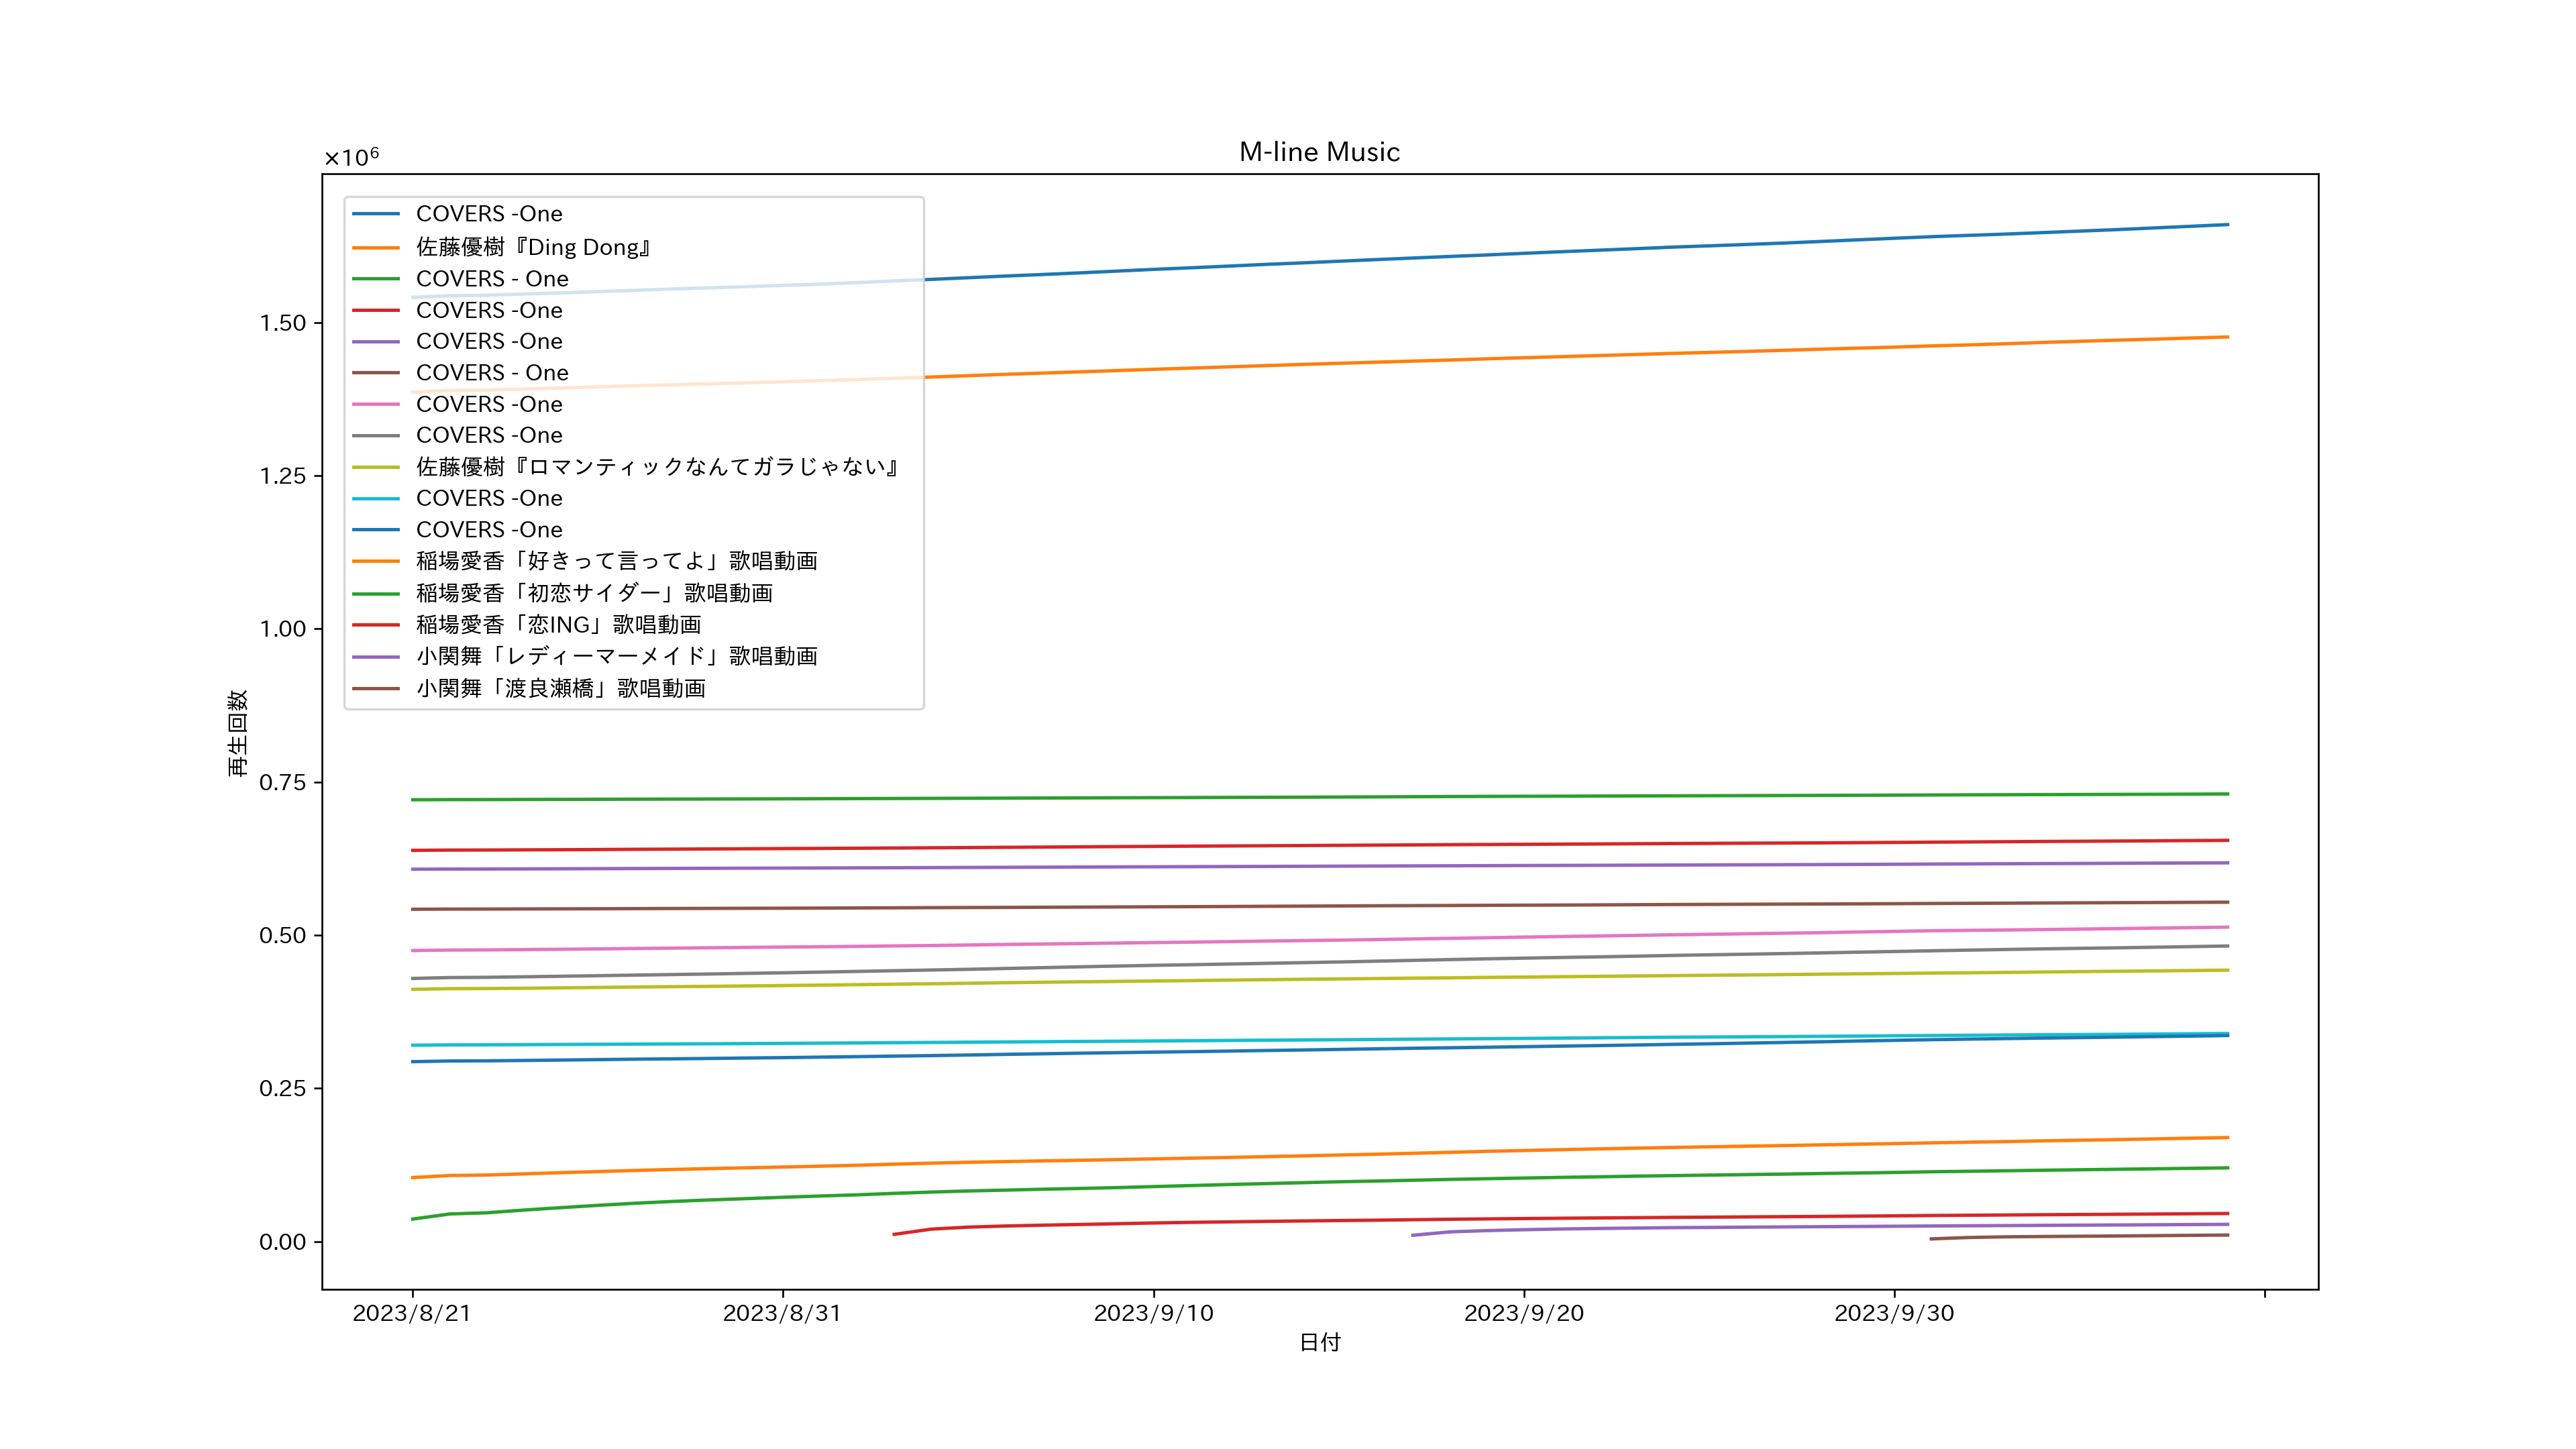 M-line Music
×10⁶
COVERS -One
佐藤優樹『Ding Dong』
COVERS - One
COVERS -One
COVERS -One
COVERS - One
COVERS -One
COVERS -One
佐藤優樹『ロマンティックなんてガラじゃない』
COVERS -One
COVERS -One
稲場愛香「好きって言ってよ」歌唱動画
稲場愛香「初恋サイダー」歌唱動画
稲場愛香「恋ING」歌唱動画
小関舞「レディーマーメイド」歌唱動画
小関舞「渡良瀬橋」歌唱動画
1.50
1.25
1.00
0.75
0.50
0.25
0.00
再生回数
2023/8/21
2023/8/31
2023/9/10
2023/9/20
2023/9/30
日付